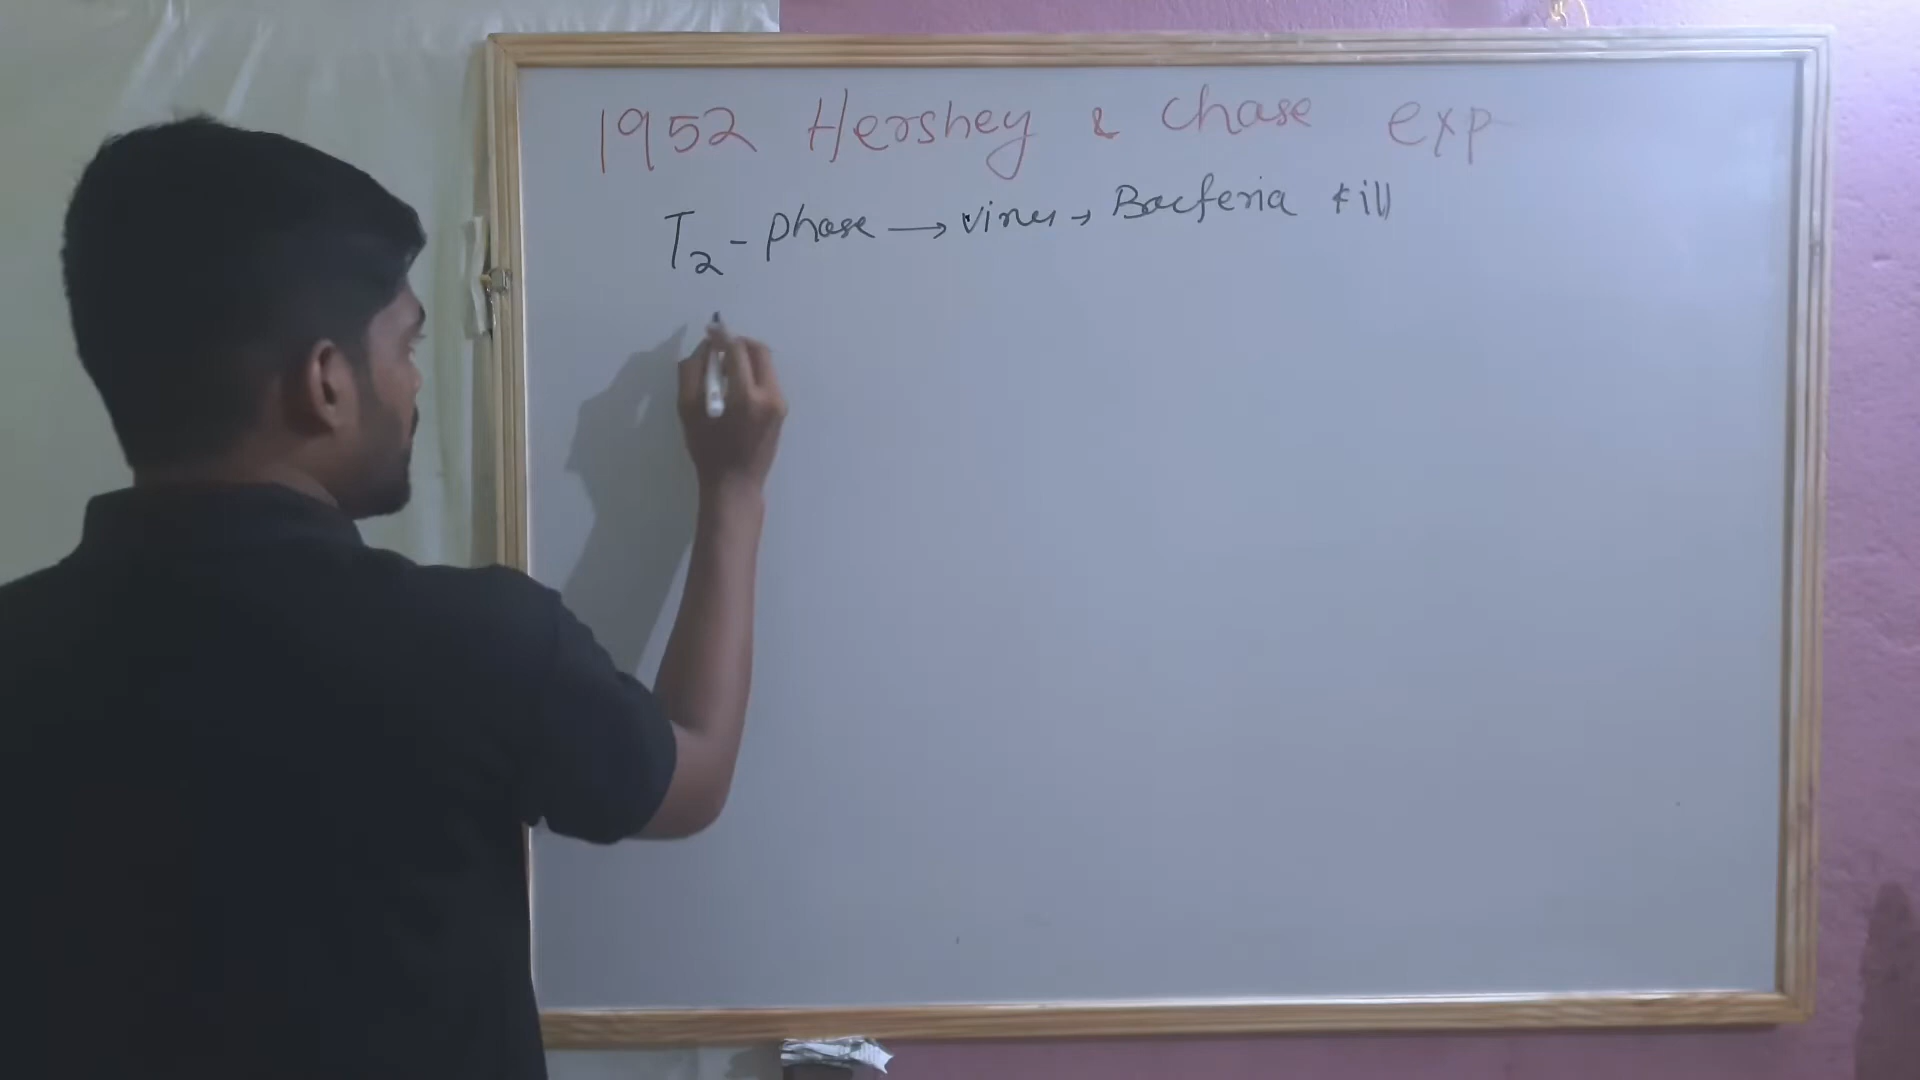 1952 Hershey & chase exp
T2 - phase → virus → Bacteria kill